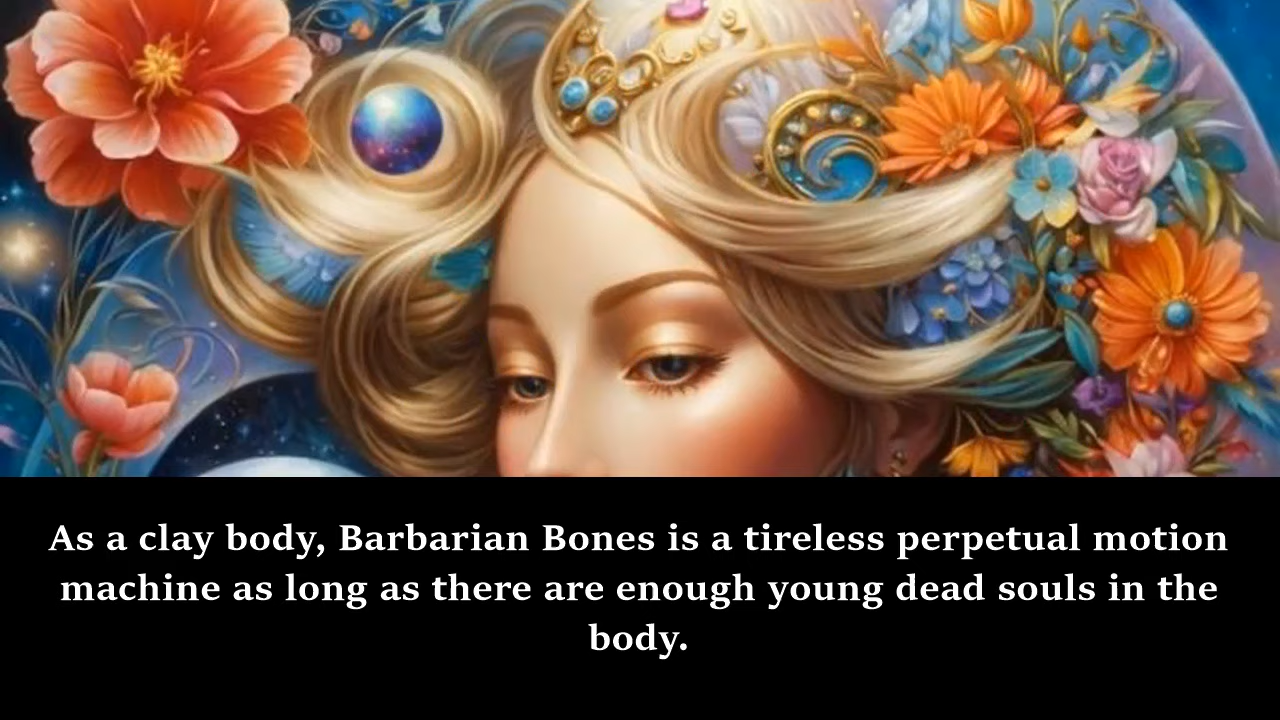 As a clay body, Barbarian Bones is a tireless perpetual motion
machine as long as there are enough young dead souls in the
body.